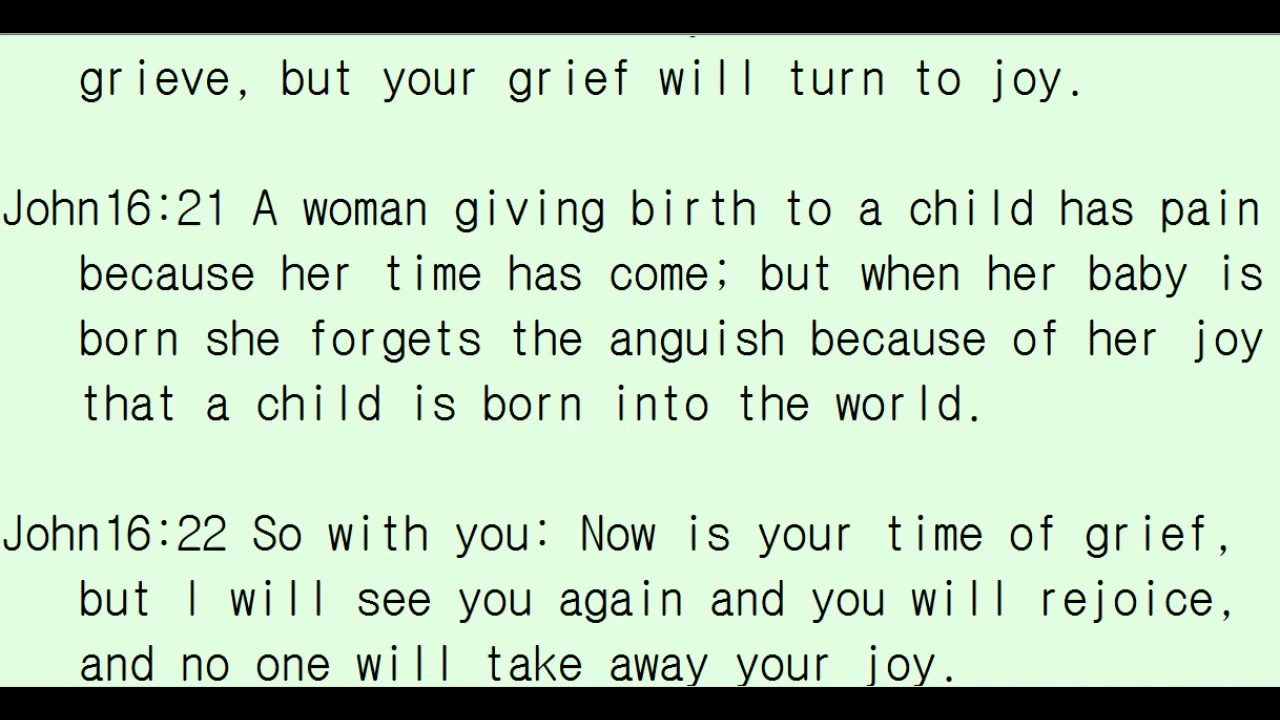 grieve, but your grief will turn to joy.
John16:21 A woman giving birth to a child has pain
because her time has come; but when her baby is
born she forgets the anguish because of her joy
that a child is born into the world.
John16:22 So with you: Now is your time of grief,
but I will see you again and you will rejoice,
and no one will take away your joy.